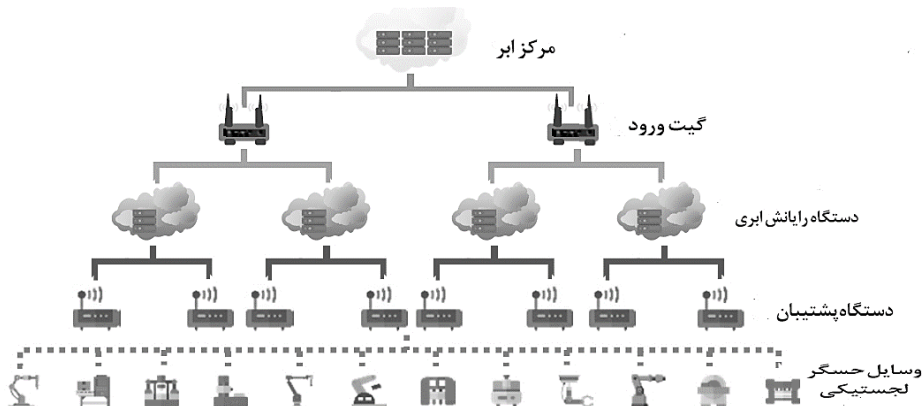 مرکز ابر
گیت ورود
دستگاه رایانش ابری
دستگاه پشتیبان
وسایل حسگر
لجستیکی